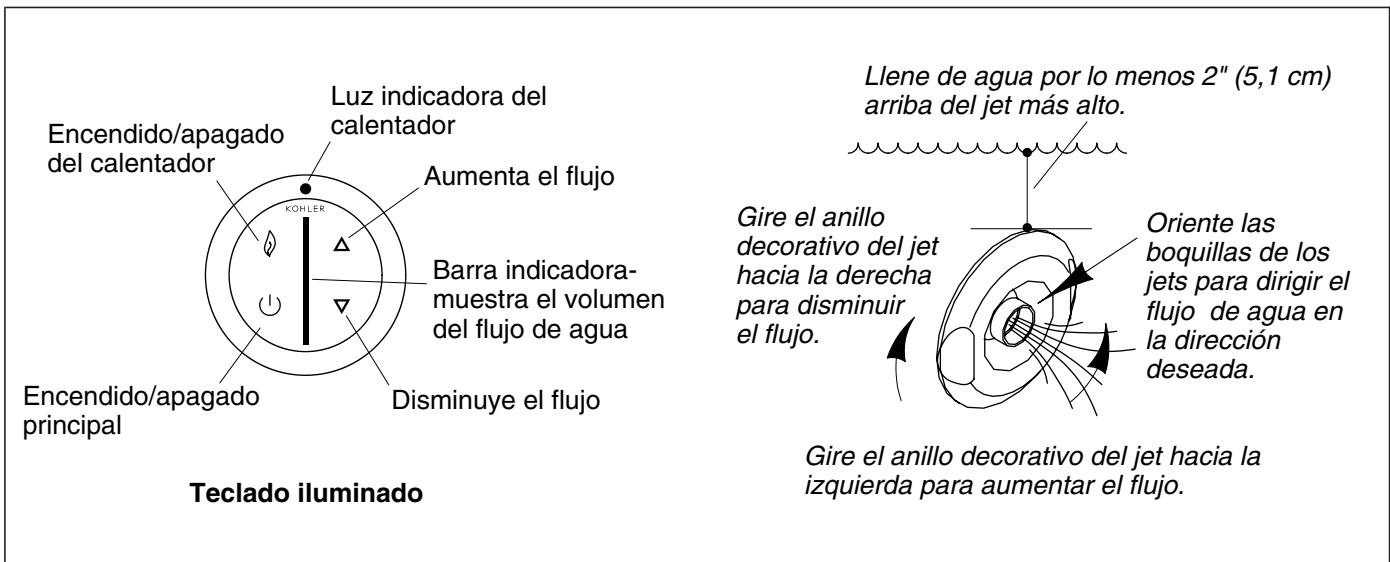 Luz indicadora del
calentador
Encendido/apagado
del calentador
Aumenta el flujo
KOHLER
Barra indicadora-
muestra el volumen
del flujo de agua
Encendido/apagado
principal
Disminuye el flujo
Teclado iluminado
Llene de agua por lo menos 2" (5,1 cm)
arriba del jet más alto.
Gire el anillo
decorativo del jet
hacia la derecha
para disminuir
el flujo.
Oriente las
boquillas de los
jets para dirigir el
flujo de agua en
la dirección
deseada.
Gire el anillo decorativo del jet hacia la
izquierda para aumentar el flujo.